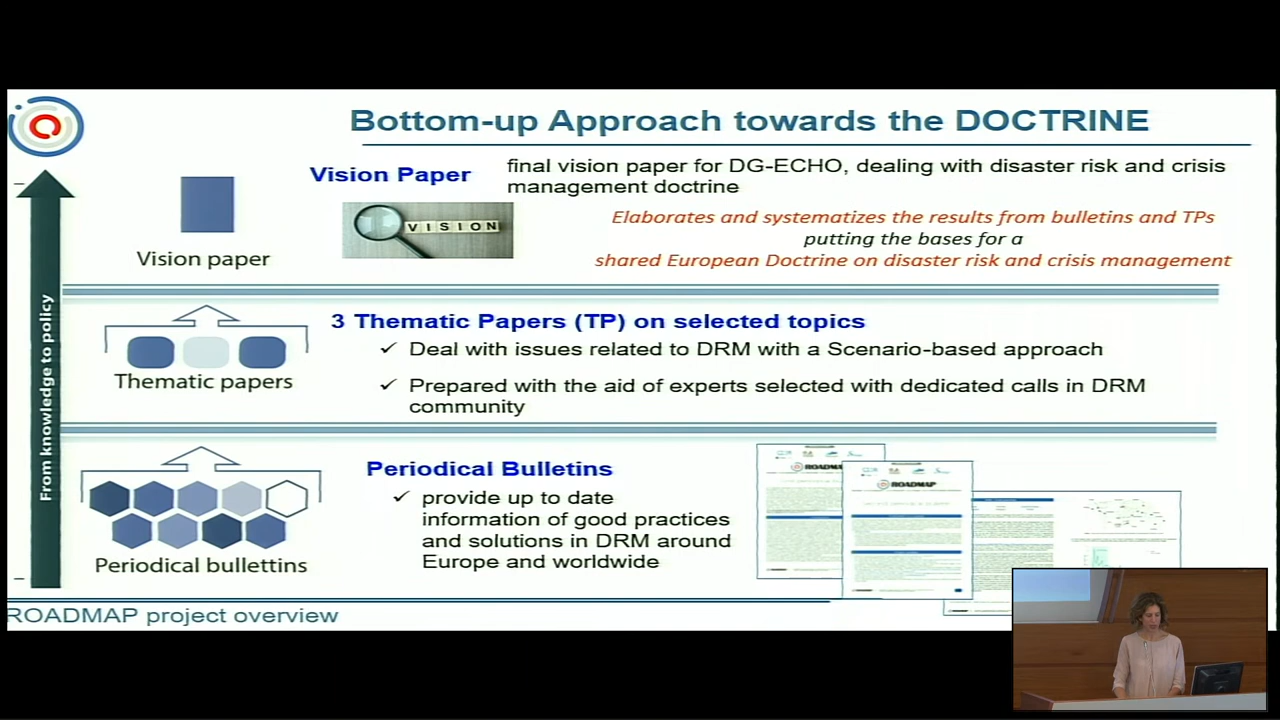 Bottom-up Approach towards the DOCTRINE
Vision Paper
final vision paper for DG-ECHO, dealing with disaster risk and crisis
management doctrine
VISION
Elaborates and systematizes the results from bulletins and TPs
putting the bases for a
shared European Doctrine on disaster risk and crisis management
Vision paper
From knowledge to policy
3 Thematic Papers (TP) on selected topics
✓ Deal with issues related to DRM with a Scenario-based approach
✓ Prepared with the aid of experts selected with dedicated calls in DRM
community
Thematic papers
Periodical Bulletins
✓ provide up to date
information of good practices
and solutions in DRM around
Europe and worldwide
Periodical bullettins
ROADMAP
ROADMAP
ROADMAP project overview